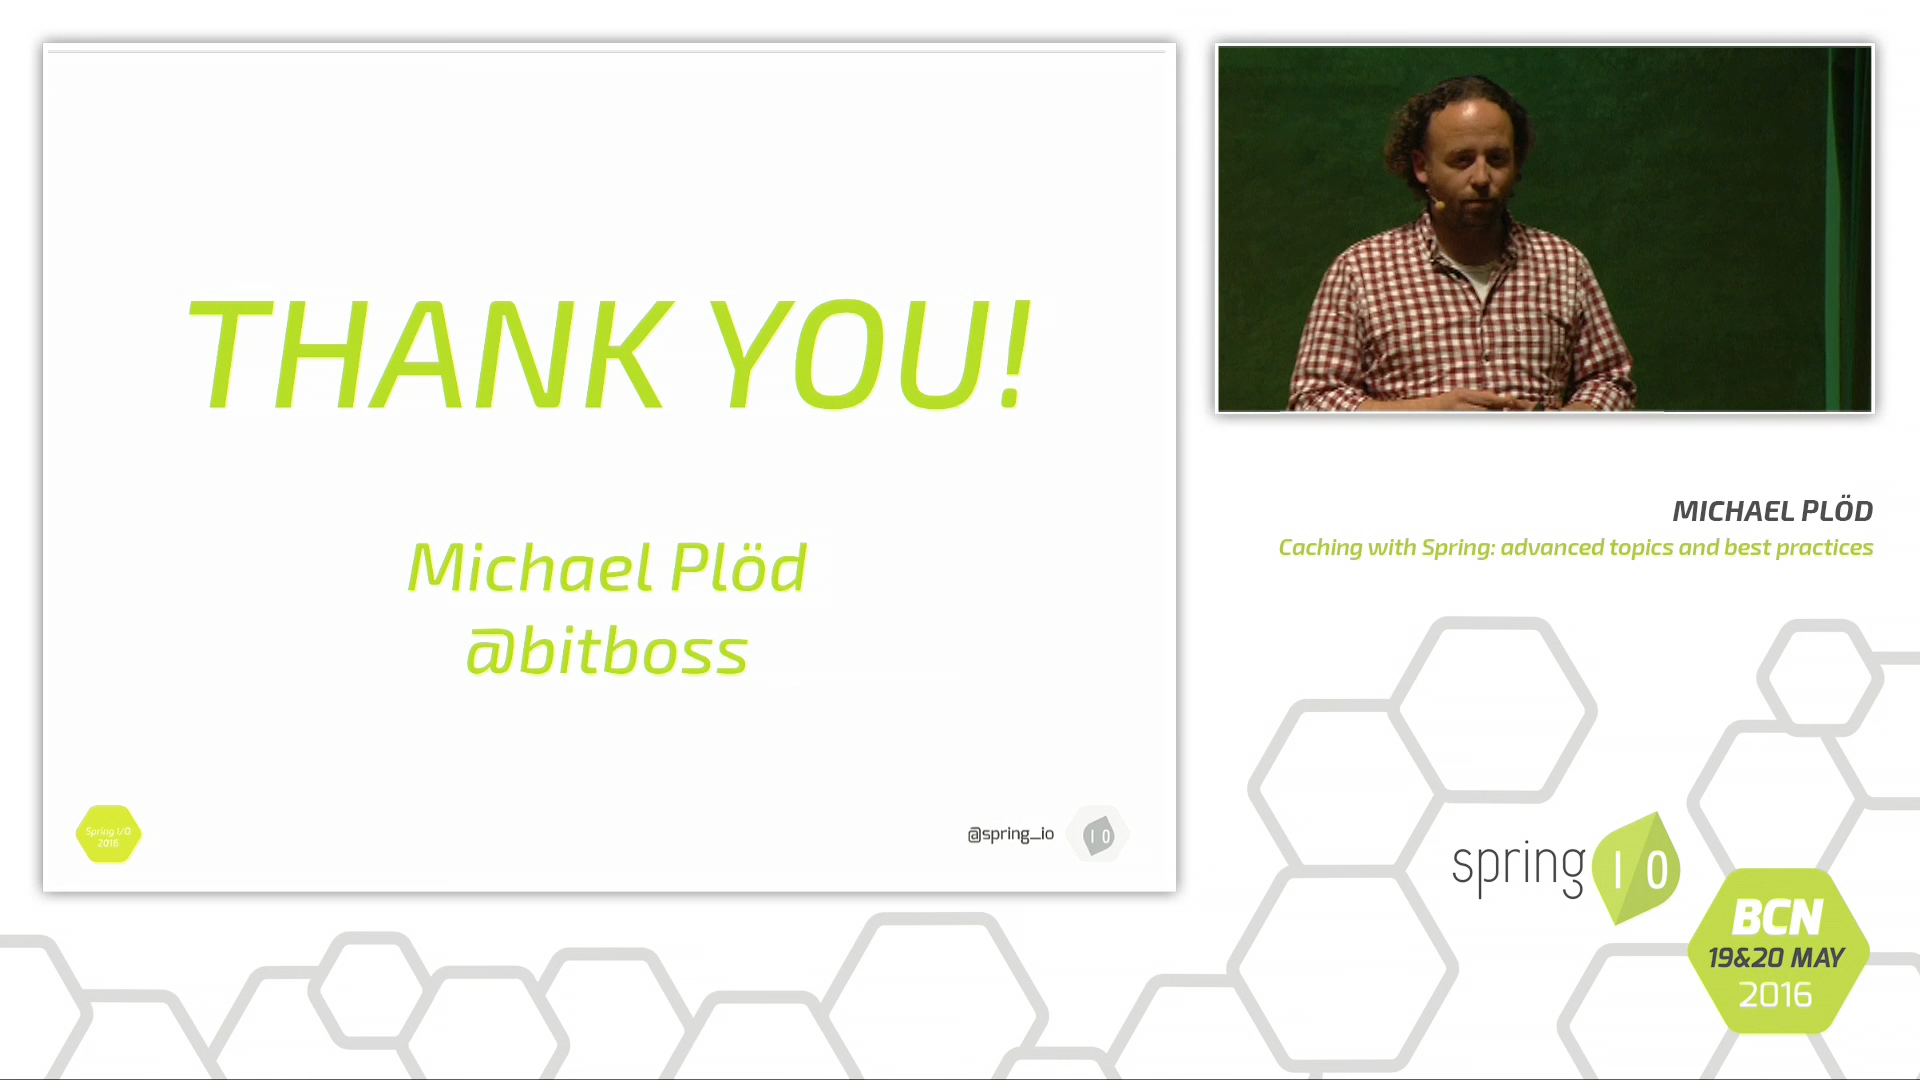 THANK YOU!
Michael Plöd
@bitboss
Spring I/O
2016
@spring_io
I O
MICHAEL PLÖD
Caching with Spring: advanced topics and best practices
spring I O
BCN
19&20 MAY
2016